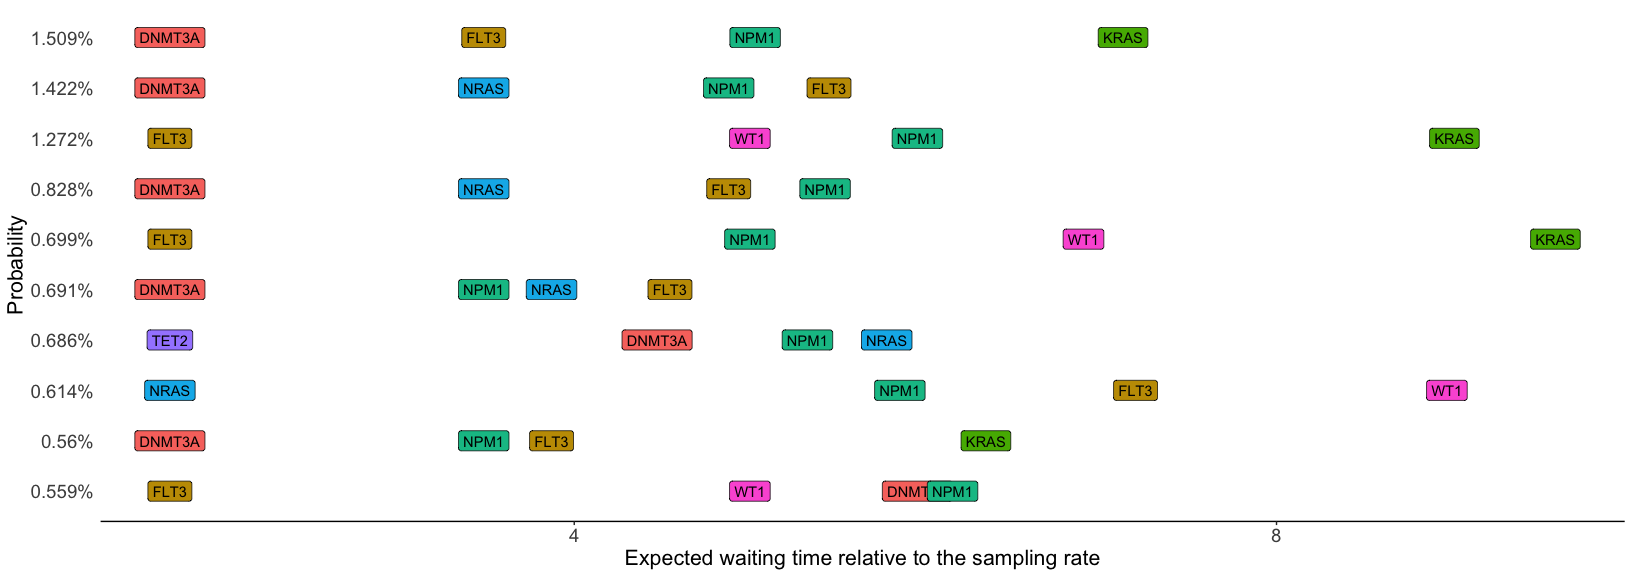 1.509% DNMT3A FLT3 NPM1 KRAS
1.422% DNMT3A NRAS NPM1 FLT3
1.272% FLT3 WT1 NPM1 KRAS
0.828% DNMT3A NRAS FLT3 NPM1
0.699% FLT3 NPM1 WT1 KRAS
0.691% DNMT3A NPM1 NRAS FLT3
0.686% TET2 DNMT3A NPM1 NRAS
0.614% NRAS NPM1 FLT3 WT1
0.56% DNMT3A NPM1 FLT3 KRAS
0.559% FLT3 WT1 DNMT NPM1
Probability
4 8
Expected waiting time relative to the sampling rate